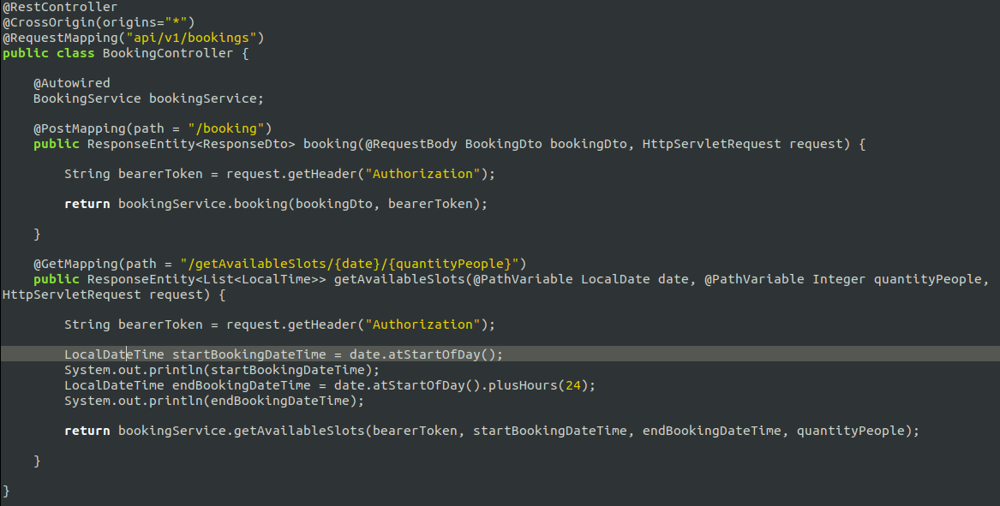 @RestController
@CrossOrigin(origins="*")
@RequestMapping("api/v1/bookings")
public class BookingController {
@Autowired
BookingService bookingService;
@PostMapping(path = "/booking")
public ResponseEntity<ResponseDto> booking(@RequestBody BookingDto bookingDto, HttpServletRequest request) {
String bearerToken = request.getHeader("Authorization");
return bookingService.booking(bookingDto, bearerToken);
}
@GetMapping(path = "/getAvailableSlots/{date}/{quantityPeople}")
public ResponseEntity<List<LocalTime>> getAvailableSlots(@PathVariable LocalDate date, @PathVariable Integer quantityPeople,
HttpServletRequest request) {
String bearerToken = request.getHeader("Authorization");
LocalDateTime startBookingDateTime = date.atStartOfDay();
System.out.println(startBookingDateTime);
LocalDateTime endBookingDateTime = date.atStartOfDay().plusHours(24);
System.out.println(endBookingDateTime);
return bookingService.getAvailableSlots(bearerToken, startBookingDateTime, endBookingDateTime, quantityPeople);
}
}